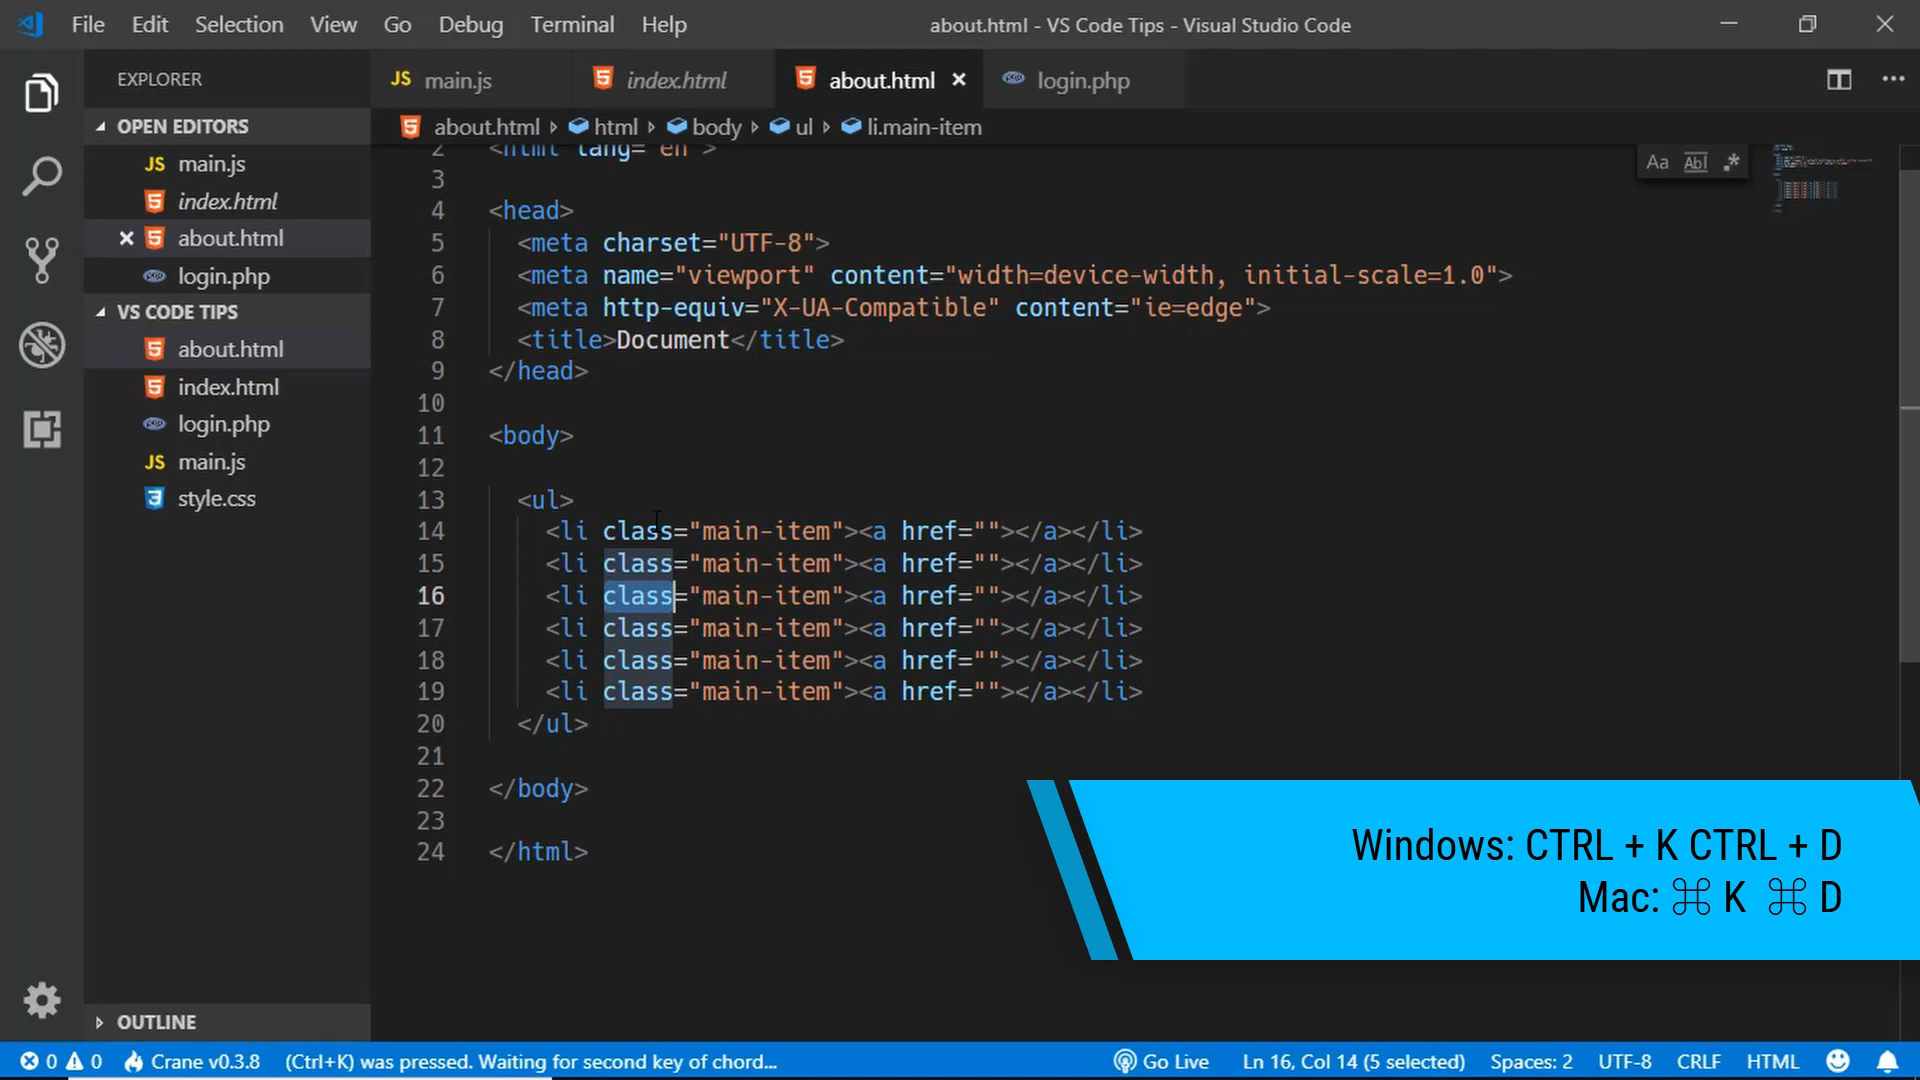 File Edit Selection View Go Debug Terminal Help about.html - VS Code Tips - Visual Studio Code
EXPLORER
JS main.js index.html about.html × login.php
OPEN EDITORS
about.html › html › body › ul › li.main-item
JS main.js
index.html
× about.html
login.php
VS CODE TIPS
about.html
index.html
login.php
JS main.js
style.css
OUTLINE
Aa Abl .*
2 <html lang="en">
3
4 <head>
5 <meta charset="UTF-8">
6 <meta name="viewport" content="width=device-width, initial-scale=1.0">
7 <meta http-equiv="X-UA-Compatible" content="ie=edge">
8 <title>Document</title>
9 </head>
10
11 <body>
12
13 <ul>
14 <li class="main-item"><a href=""></a></li>
15 <li class="main-item"><a href=""></a></li>
16 <li class="main-item"><a href=""></a></li>
17 <li class="main-item"><a href=""></a></li>
18 <li class="main-item"><a href=""></a></li>
19 <li class="main-item"><a href=""></a></li>
20 </ul>
21
22 </body>
23
24 </html>
Windows: CTRL + K CTRL + D
Mac: ⌘ K ⌘ D
0 0 Crane v0.3.8 (Ctrl+K) was pressed. Waiting for second key of chord... Go Live Ln 16, Col 14 (5 selected) Spaces: 2 UTF-8 CRLF HTML